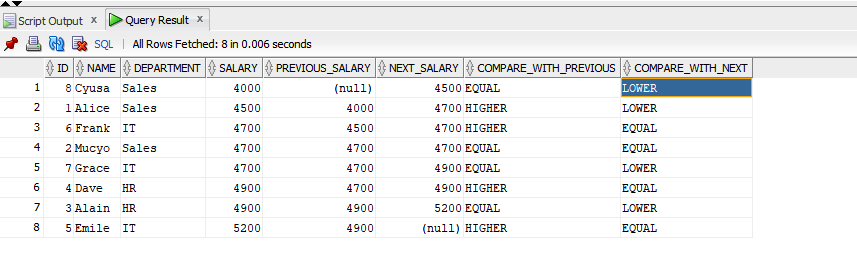 Script Output x Query Result x
SQL | All Rows Fetched: 8 in 0.006 seconds
ID NAME DEPARTMENT SALARY PREVIOUS_SALARY NEXT_SALARY COMPARE_WITH_PREVIOUS COMPARE_WITH_NEXT
1 8 Cyusa Sales 4000 (null) 4500 EQUAL LOWER
2 1 Alice Sales 4500 4000 4700 HIGHER LOWER
3 6 Frank IT 4700 4500 4700 HIGHER EQUAL
4 2 Mucyo Sales 4700 4700 4700 EQUAL EQUAL
5 7 Grace IT 4700 4700 4900 EQUAL LOWER
6 4 Dave HR 4900 4700 4900 HIGHER EQUAL
7 3 Alain HR 4900 4900 5200 EQUAL LOWER
8 5 Emile IT 5200 4900 (null) HIGHER EQUAL